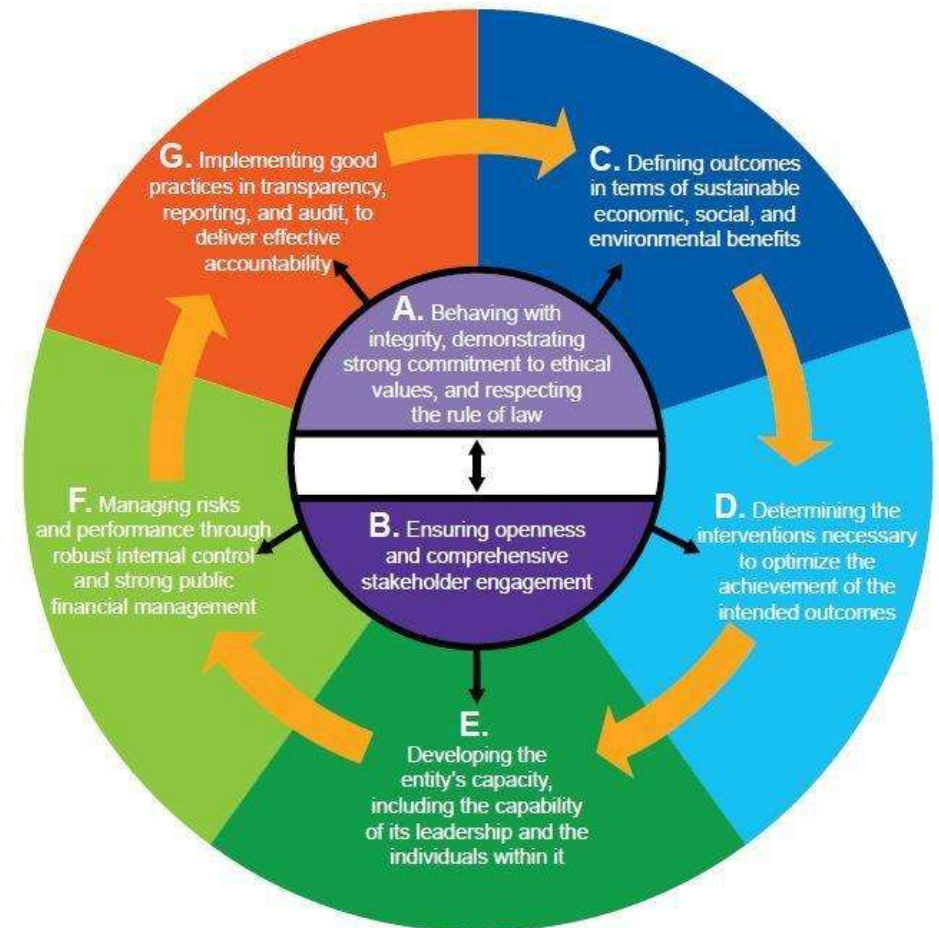 G. Implementing good
practices in transparency,
reporting, and audit, to
deliver effective
accountability
C. Defining outcomes
in terms of sustainable
economic, social, and
environmental benefits
A. Behaving with
integrity, demonstrating
strong commitment to ethical
values, and respecting
the rule of law
F. Managing risks
and performance through
robust internal control
and strong public
financial management
B. Ensuring openness
and comprehensive
stakeholder engagement
D. Determining the
interventions necessary
to optimize the
achievement of the
intended outcomes
E.
Developing the
entity's capacity,
including the capability
of its leadership and the
individuals within it